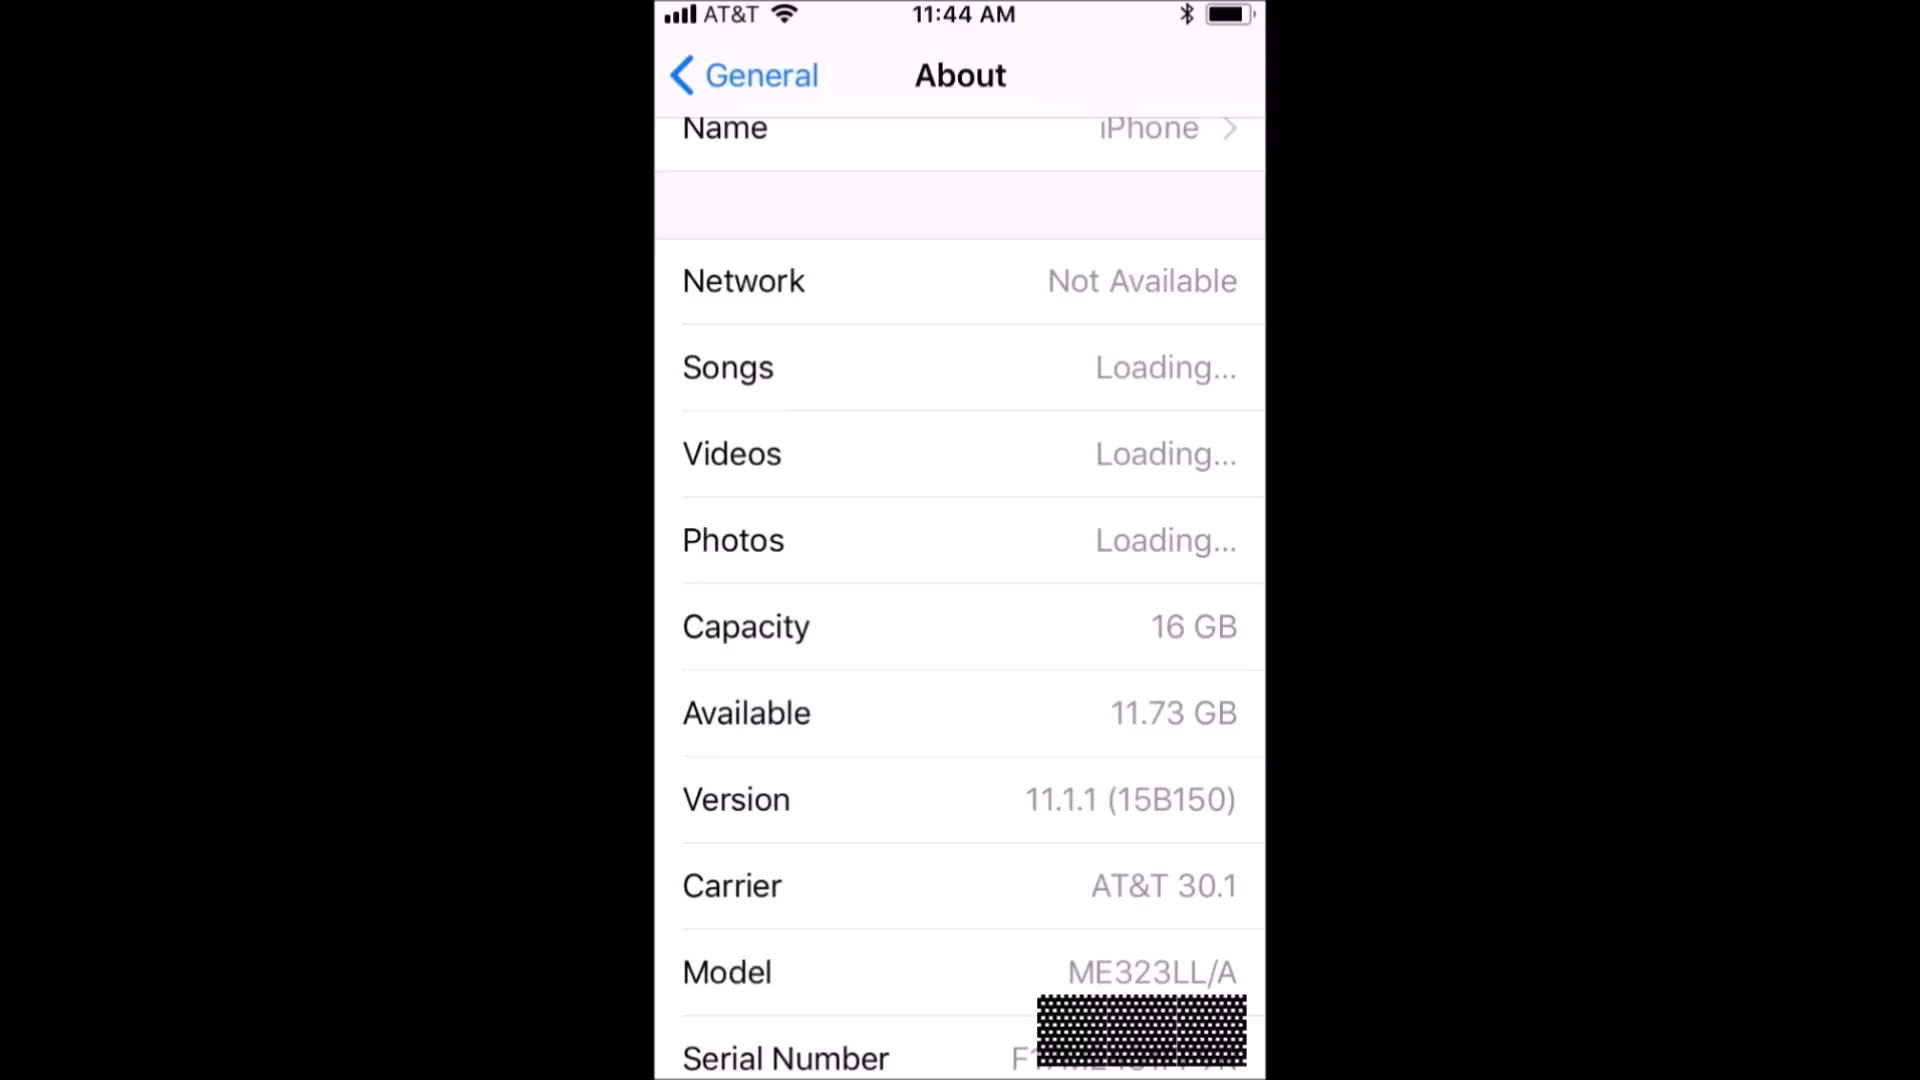 AT&T 11:44 AM
General About
Name iPhone
Network Not Available
Songs Loading...
Videos Loading...
Photos Loading...
Capacity 16 GB
Available 11.73 GB
Version 11.1.1 (15B150)
Carrier AT&T 30.1
Model ME323LL/A
Serial Number